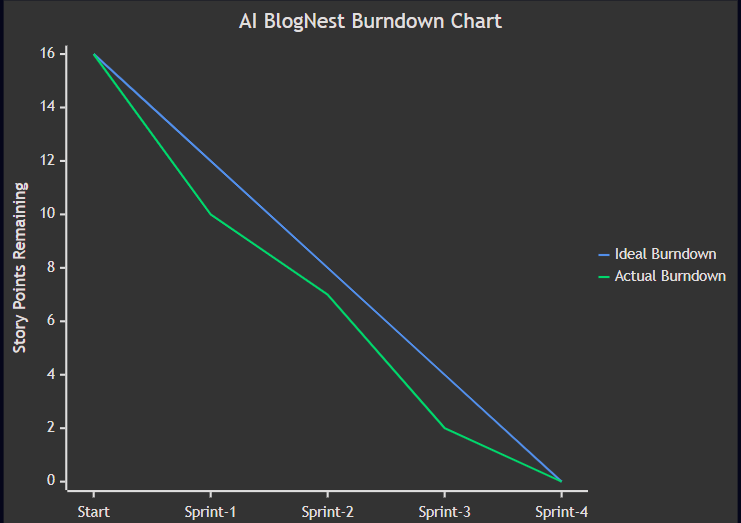 AI BlogNest Burndown Chart
Story Points Remaining
16
14
12
10
8
6
4
2
0
Start
Sprint-1
Sprint-2
Sprint-3
Sprint-4
Ideal Burndown
Actual Burndown